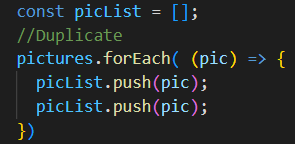 const picList = [];
//Duplicate
pictures.forEach( (pic) => {
  picList.push(pic);
  picList.push(pic);
})